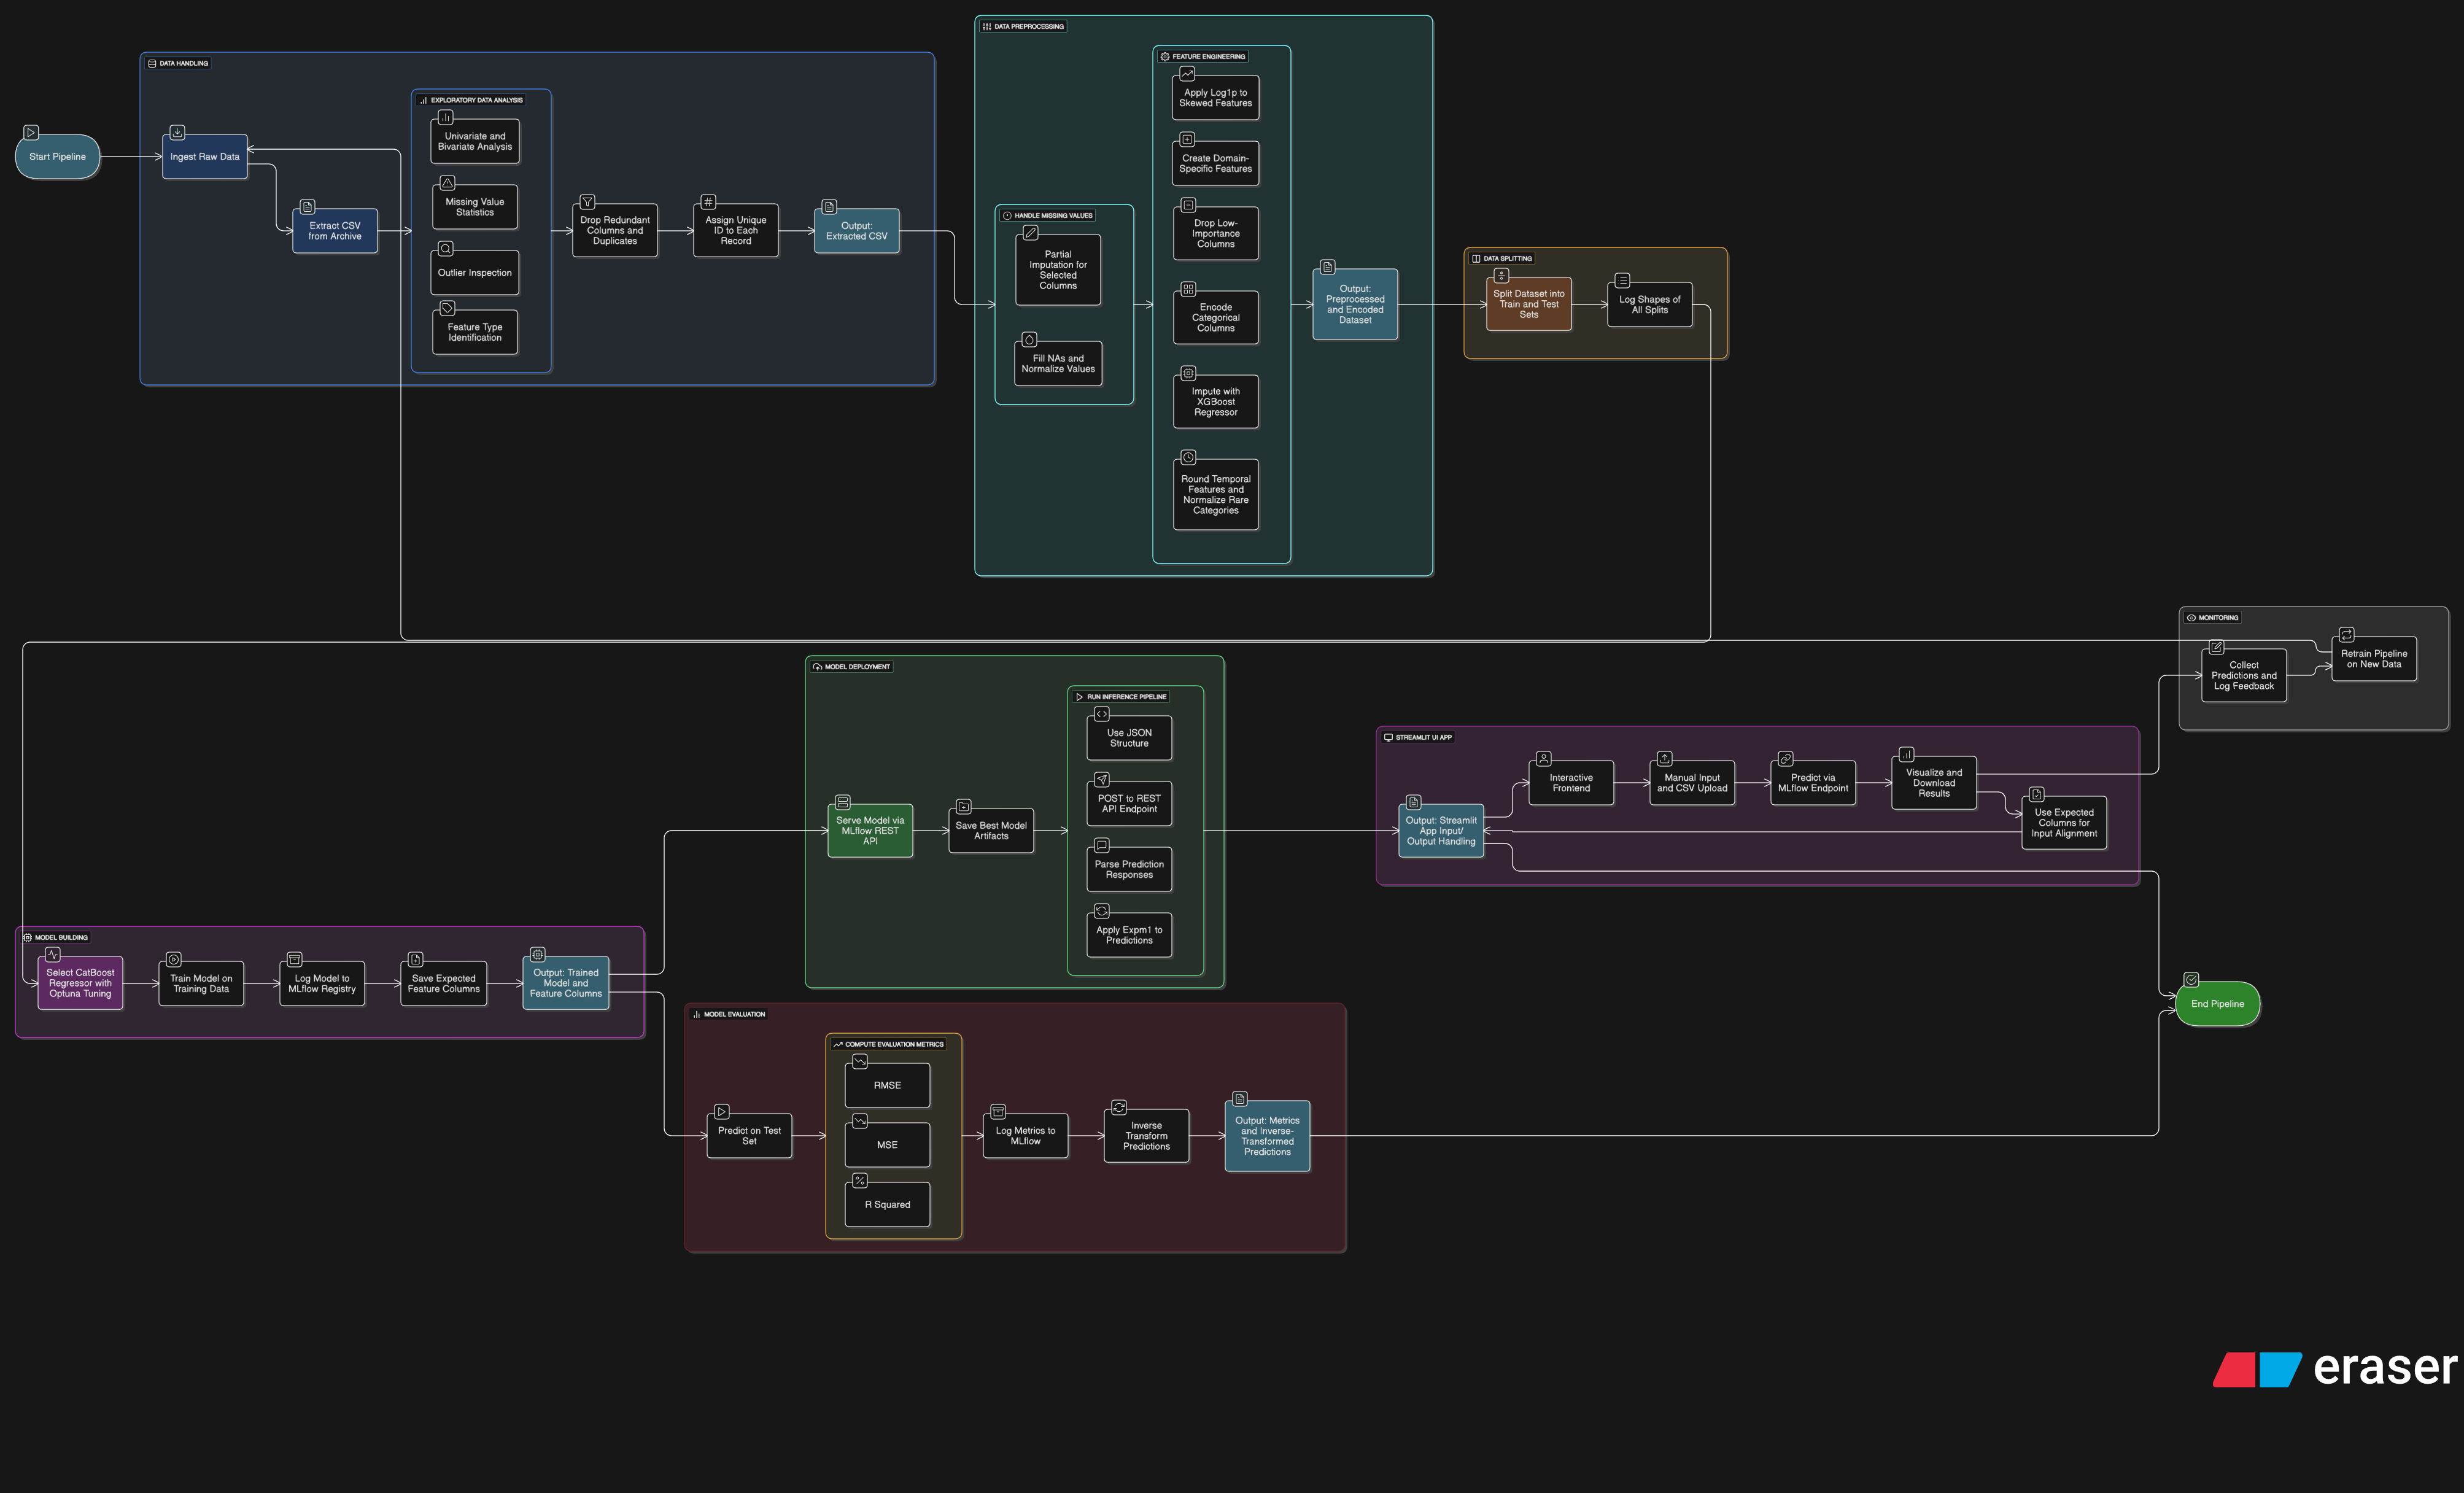 DATA PREPROCESSING
DATA HANDLING
FEATURE ENGINEERING
EXPLORATORY DATA ANALYSIS
Start Pipeline
Ingest Raw Data
Extract CSV
from Archive
Univariate and
Bivariate Analysis
Missing Value
Statistics
Outlier Inspection
Feature Type
Identification
Drop Redundant
Columns and
Duplicates
Assign Unique
ID to Each
Record
Output:
Extracted CSV
HANDLE MISSING VALUES
Partial
Imputation for
Selected
Columns
Fill NAs and
Normalize Values
Apply Log1p to
Skewed Features
Create Domain-
Specific Features
Drop Low-
Importance
Columns
Encode
Categorical
Columns
Impute with
XGBoost
Regressor
Round Temporal
Features and
Normalize Rare
Categories
Output:
Preprocessed
and Encoded
Dataset
DATA SPLITTING
Split Dataset into
Train and Test
Sets
Log Shapes of
All Splits
MONITORING
Collect
Predictions and
Log Feedback
Retrain Pipeline
on New Data
MODEL DEPLOYMENT
RUN INFERENCE PIPELINE
Serve Model via
MLflow REST
API
Save Best Model
Artifacts
Use JSON
Structure
POST to REST
API Endpoint
Parse Prediction
Responses
Apply Expm1 to
Predictions
STREAMLIT UI APP
Output: Streamlit
App Input/
Output Handling
Interactive
Frontend
Manual Input
and CSV Upload
Predict via
MLflow Endpoint
Visualize and
Download
Results
Use Expected
Columns for
Input Alignment
MODEL BUILDING
Select CatBoost
Regressor with
Optuna Tuning
Train Model on
Training Data
Log Model to
MLflow Registry
Save Expected
Feature Columns
Output: Trained
Model and
Feature Columns
End Pipeline
MODEL EVALUATION
COMPUTE EVALUATION METRICS
Predict on Test
Set
RMSE
MSE
R Squared
Log Metrics to
MLflow
Inverse
Transform
Predictions
Output: Metrics
and Inverse-
Transformed
Predictions
eraser